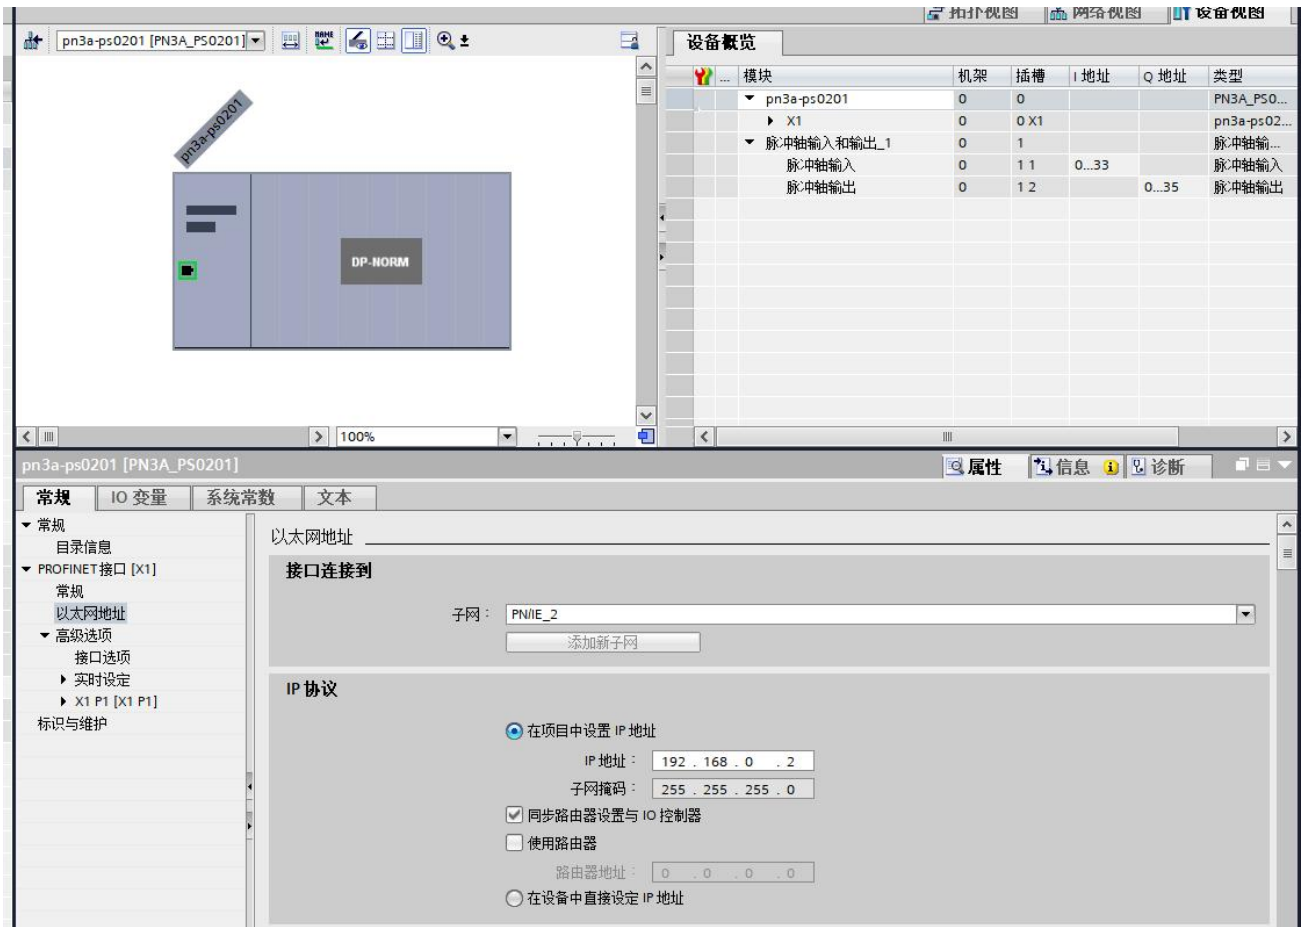 拓扑视图 网络视图 设备视图
pn3a-ps0201 [PN3A_PS0201]
设备概览
... 模块 机架 插槽 I 地址 Q 地址 类型
pn3a-ps0201 0 0 PN3A_PS0...
X1 0 0 X1 pn3a-ps02...
脉冲轴输入和输出_1 0 1 脉冲轴输...
脉冲轴输入 0 1 1 0...33 脉冲轴输入
脉冲轴输出 0 1 2 0...35 脉冲轴输出
pn3a-ps0201
DP-NORM
100%
pn3a-ps0201 [PN3A_PS0201]
属性 信息 诊断
常规 IO 变量 系统常数 文本
常规
目录信息
PROFINET接口 [X1]
常规
以太网地址
高级选项
接口选项
实时设定
X1 P1 [X1 P1]
标识与维护
以太网地址
接口连接到
子网： PN/IE_2
添加新子网
IP 协议
在项目中设置 IP 地址
IP 地址： 192 . 168 . 0 . 2
子网掩码： 255 . 255 . 255 . 0
同步路由器设置与 IO 控制器
使用路由器
路由器地址： 0 . 0 . 0 . 0
在设备中直接设定 IP 地址